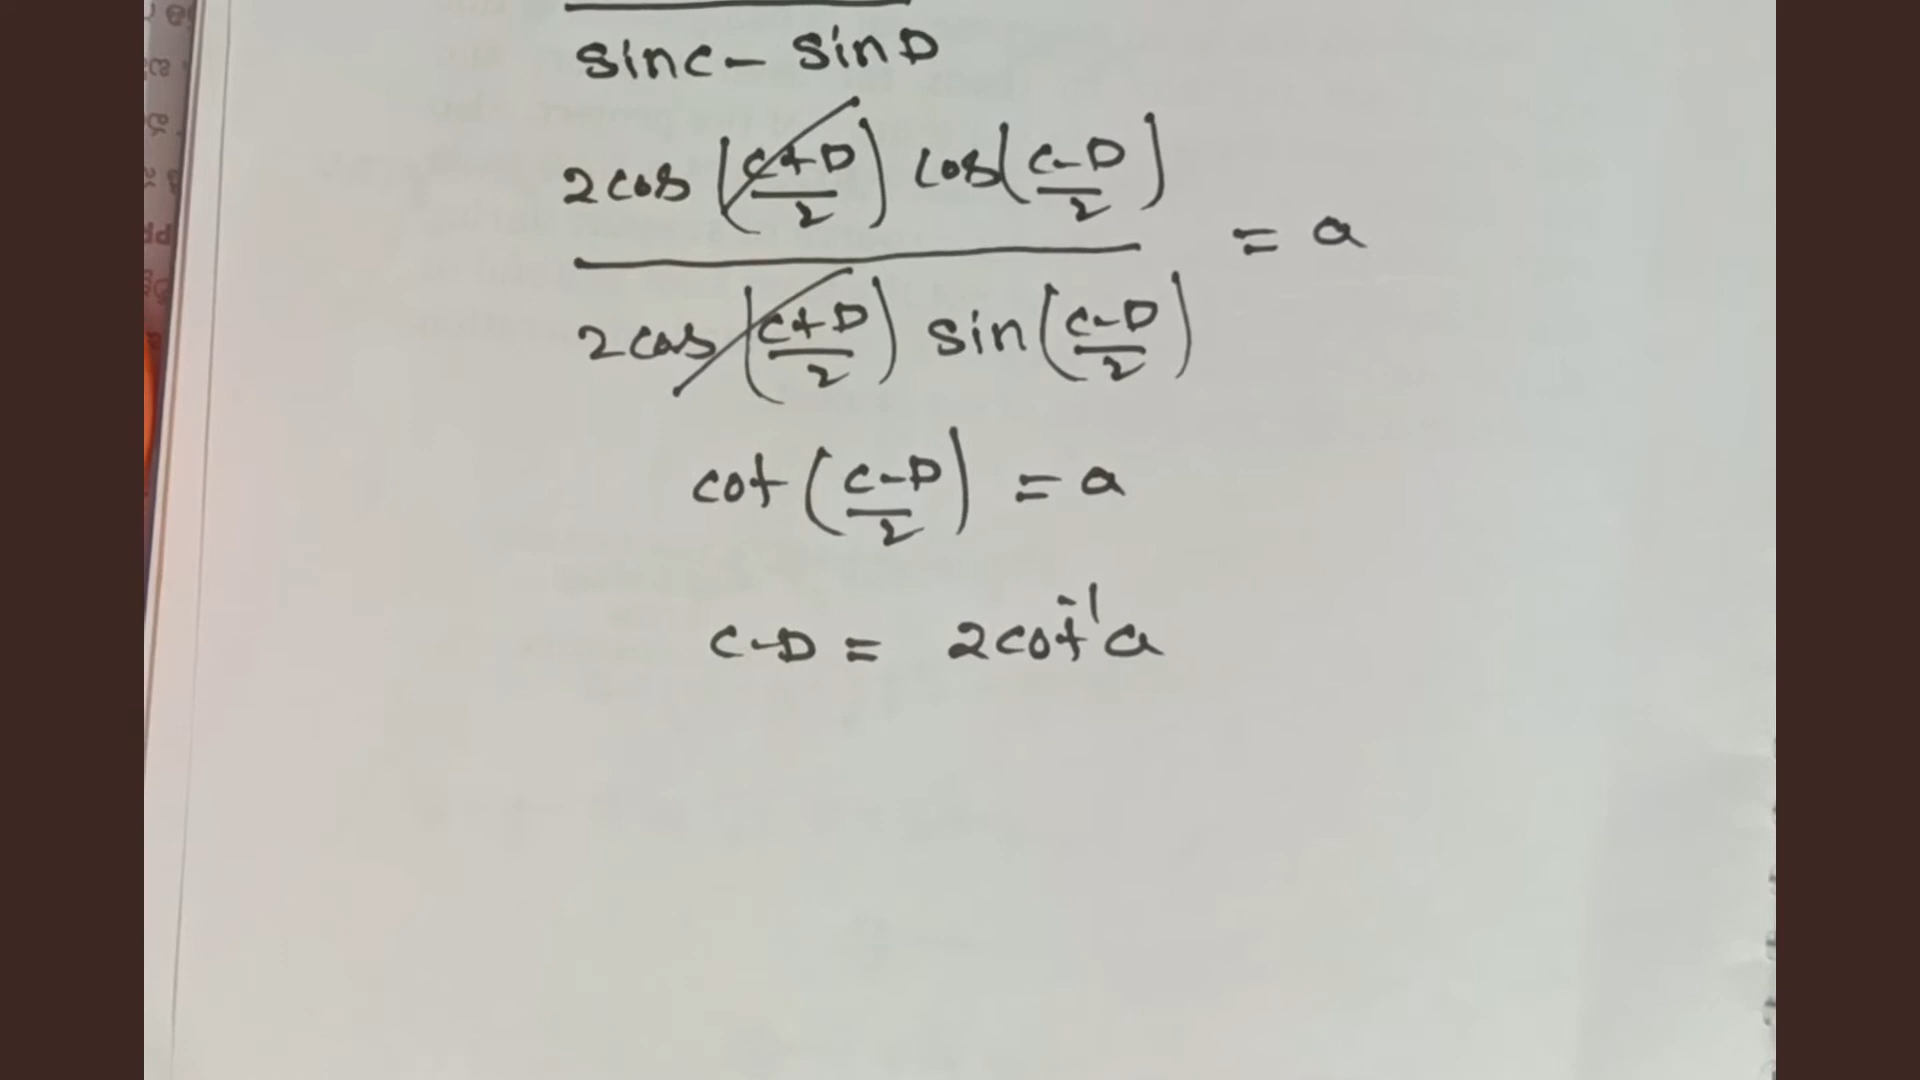 sinc - sinD
2cos (c+D/2) cos(c-D/2)
= a
2cos (c+D/2) sin(c-D/2)
cot (c-D/2) = a
c-D = 2cot⁻¹a